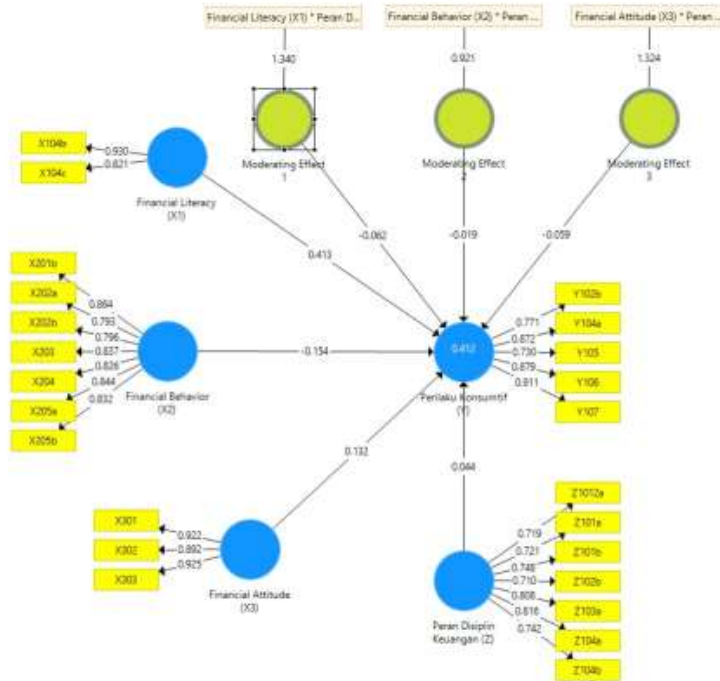 Financial Literacy (X1) * Peran D...
Financial Behavior (X2) * Peran ...
Financial Attitude (X3) * Peran ...
1.340
0.921
1.324
X104b
0.930
X104c
0.821
Financial Literacy
(X1)
Moderating Effect
1
Moderating Effect
2
Moderating Effect
3
-0.062
-0.019
-0.059
0.413
X201b
X202a
X202b
X203
X204
X205a
X205b
0.864
0.793
0.796
0.837
0.826
0.844
0.832
Financial Behavior
(X2)
-0.154
0.412
Perilaku Konsumtif
(Y)
0.771
0.872
0.730
0.879
0.811
Y102b
Y104a
Y105
Y106
Y107
0.132
0.044
X301
X302
X303
0.922
0.892
0.925
Financial Attitude
(X3)
Peran Disiplin
Keuangan (Z)
0.719
0.721
0.748
0.710
0.808
0.816
0.742
Z1012a
Z101a
Z101b
Z102b
Z103a
Z104a
Z104b